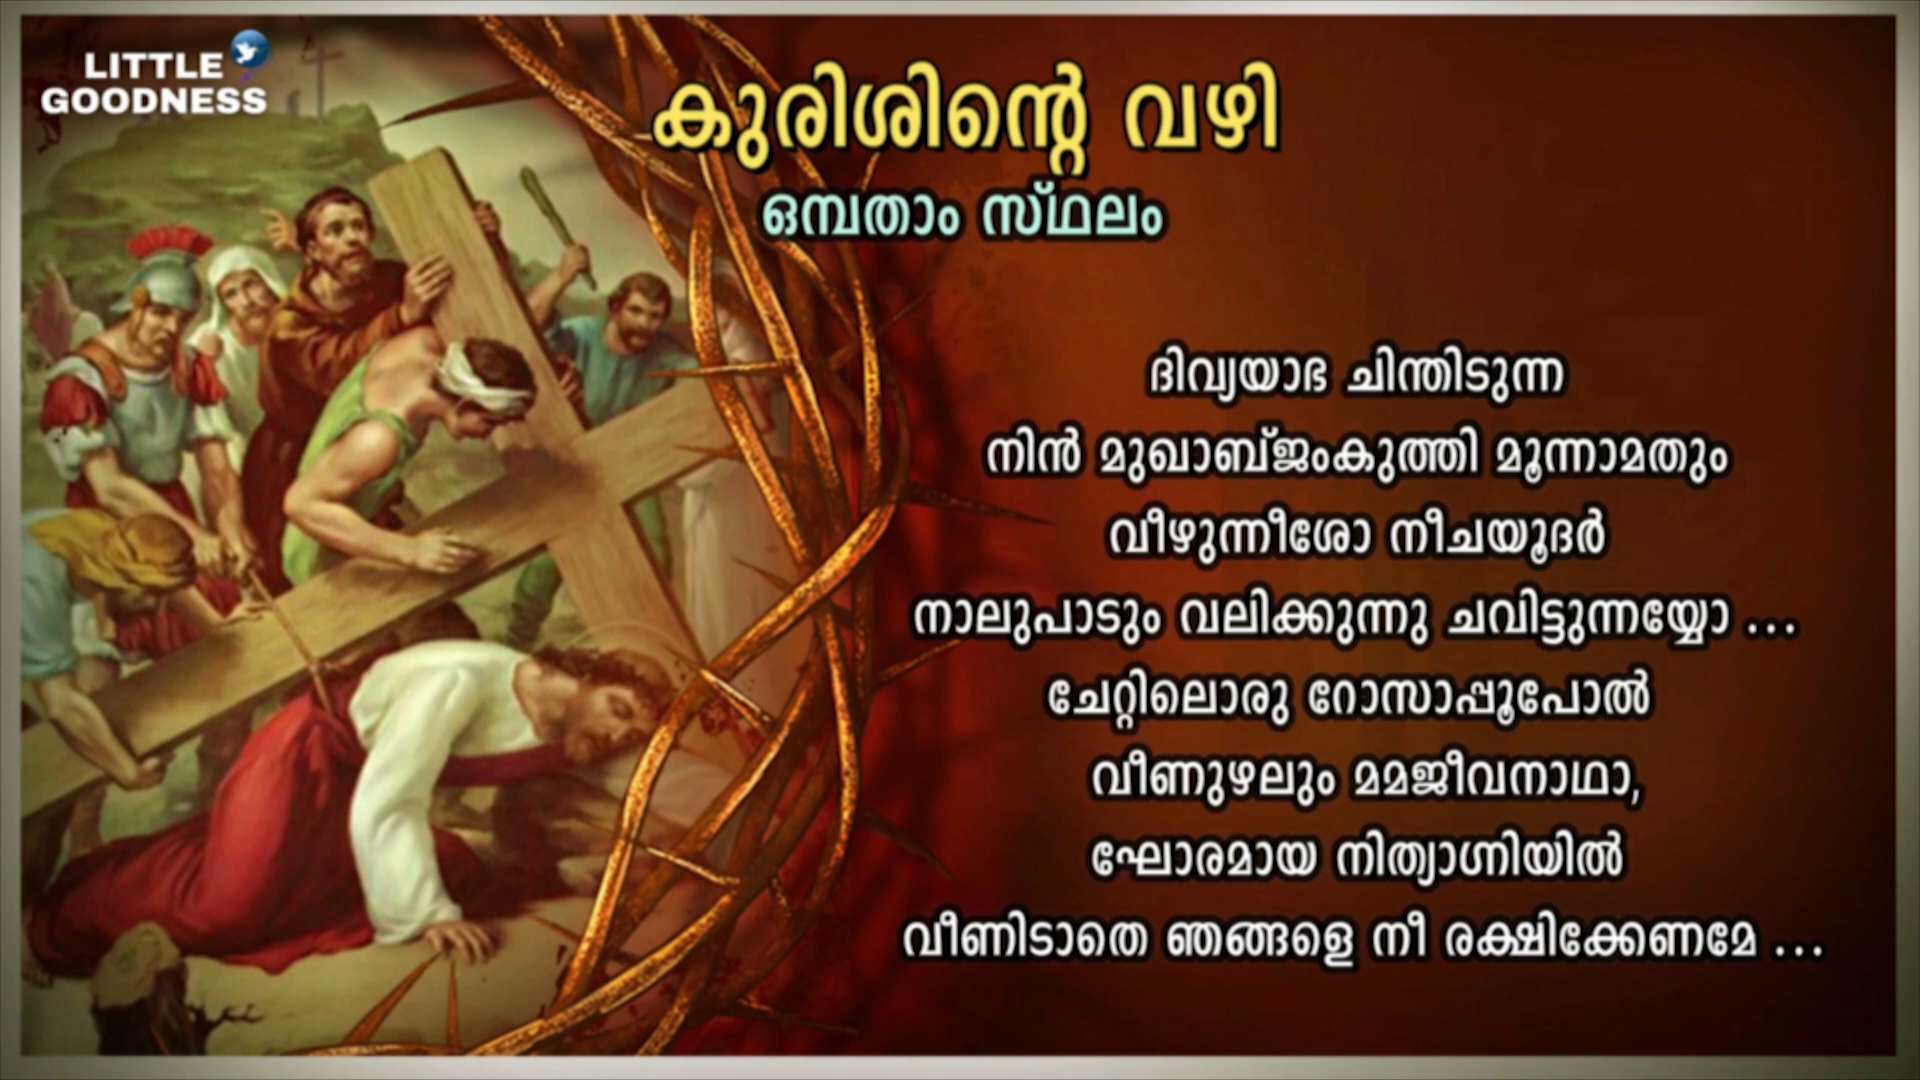 LITTLE
GOODNESS
കുരിശിന്റെ വഴി
ഒമ്പതാം സ്ഥലം
ദിവ്യയാഭ ചിന്തിടുന്ന
നിൻ മുഖാബ്ജംകുത്തി മൂന്നാമതും
വീഴുന്നീശോ നീചയൂദർ
നാലുപാടും വലിക്കുന്നു ചവിട്ടുന്നയ്യോ ...
ചേറ്റിലൊരു റോസാപ്പൂപോൽ
വീണുഴലും മമജീവനാഥാ,
ഘോരമായ നിത്യാഗ്നിയിൽ
വീണിടാതെ ഞങ്ങളെ നീ രക്ഷിക്കേണമേ ...